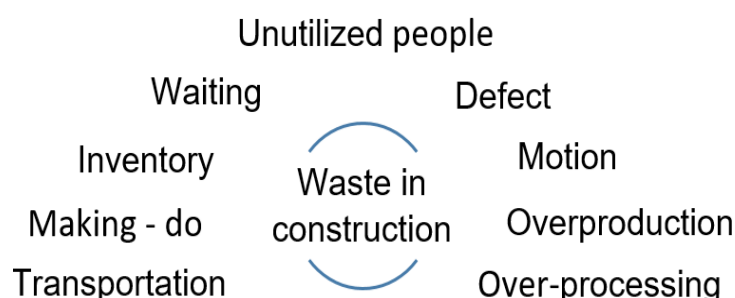 Unutilized people
Waiting
Defect
Inventory
Motion
Waste in
construction
Making - do
Overproduction
Transportation
Over-processing